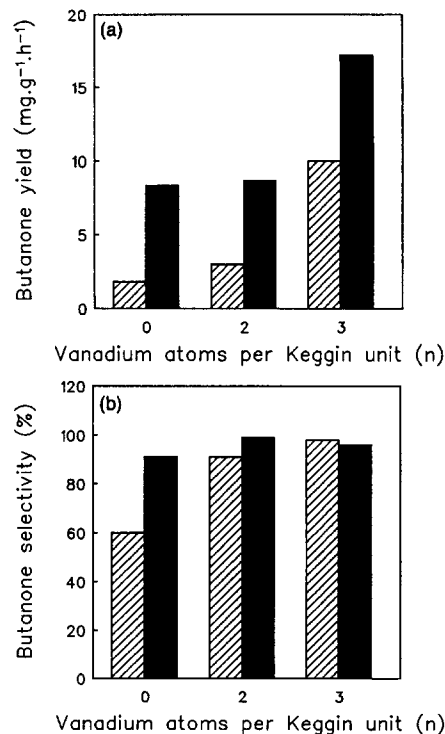 (a)
Butanone yield (mg.g⁻¹.h⁻¹)
20
15
10
5
0
0 2 3
Vanadium atoms per Keggin unit (n)
(b)
Butanone selectivity (%)
120
100
80
60
40
20
0
0 2 3
Vanadium atoms per Keggin unit (n)